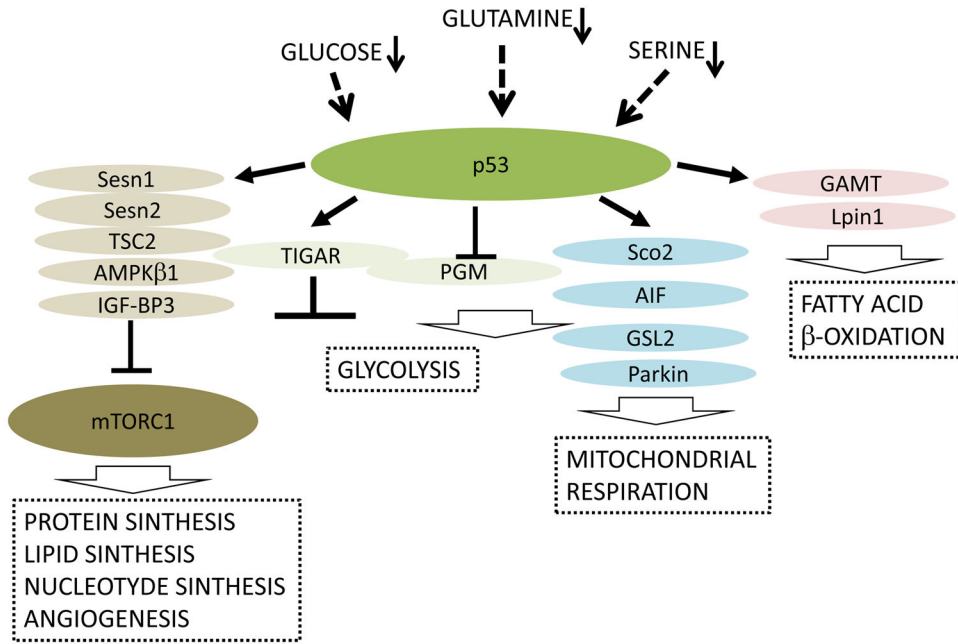 GLUTAMINE
GLUCOSE
SERINE
p53
Sesn1
Sesn2
TSC2
AMPKβ1
IGF-BP3
TIGAR
PGM
Sco2
AIF
GSL2
Parkin
GAMT
Lpin1
FATTY ACID
β-OXIDATION
GLYCOLYSIS
mTORC1
MITOCHONDRIAL
RESPIRATION
PROTEIN SINTHESIS
LIPID SINTHESIS
NUCLEOTYDE SINTHESIS
ANGIOGENESIS